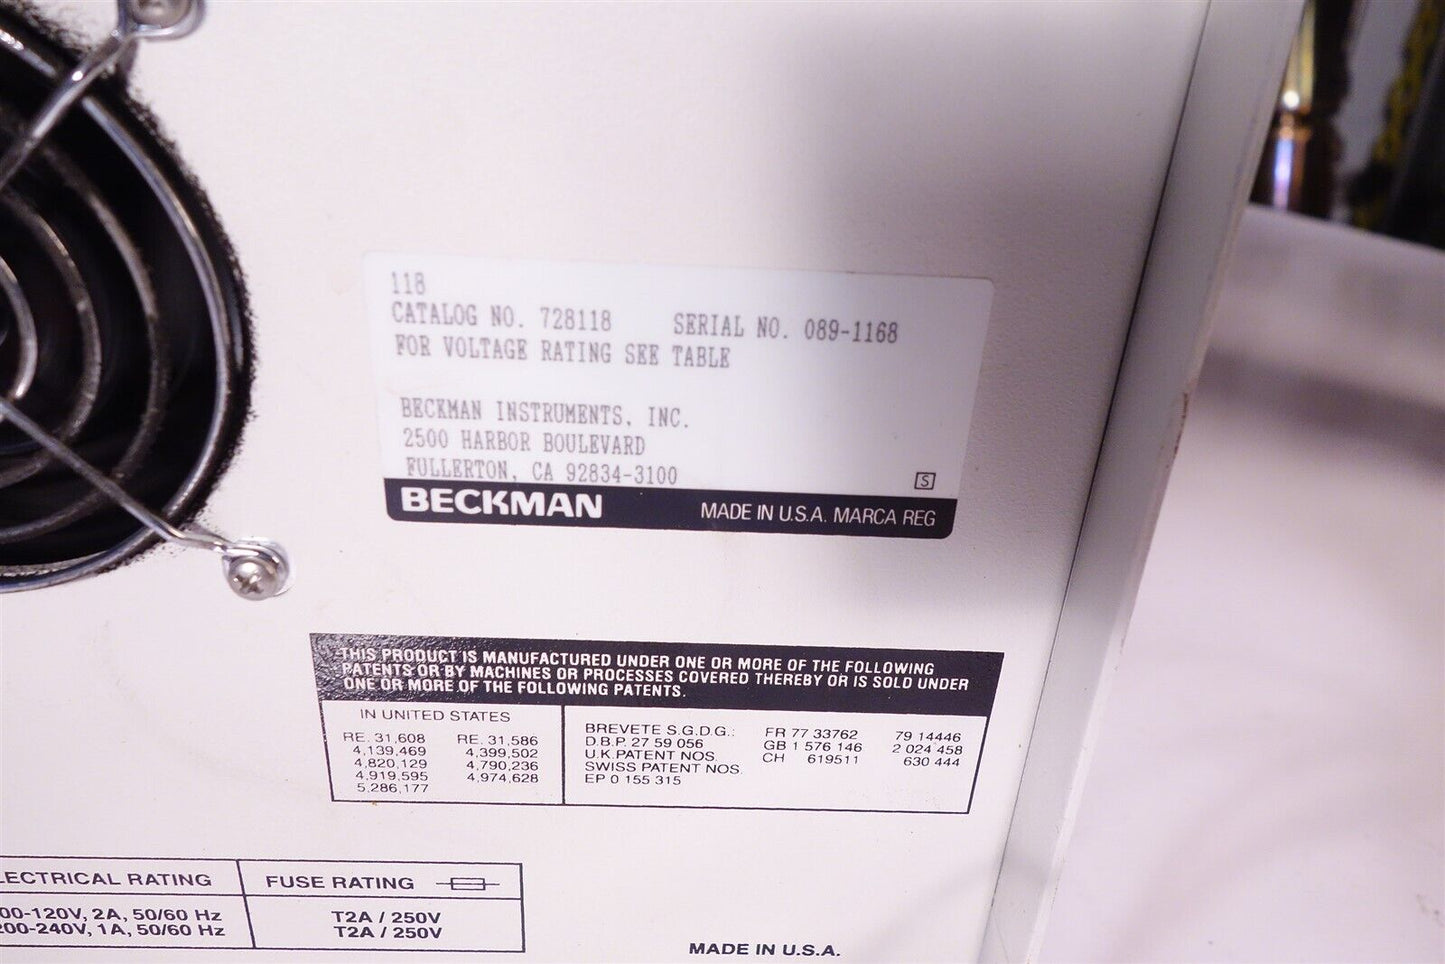 118
CATALOG NO. 728118 SERIAL NO. 089-1168
FOR VOLTAGE RATING SEE TABLE
BECKMAN INSTRUMENTS, INC.
2500 HARBOR BOULEVARD
FULLERTON, CA 92834-3100
S
BECKMAN MADE IN U.S.A. MARCA REG
THIS PRODUCT IS MANUFACTURED UNDER ONE OR MORE OF THE FOLLOWING
PATENTS OR BY MACHINES OR PROCESSES COVERED THEREBY OR IS SOLD UNDER
ONE OR MORE OF THE FOLLOWING PATENTS.
IN UNITED STATES
RE. 31,608 RE. 31,586
4,139,469 4,399,502
4,820,129 4,790,236
4,919,595 4,974,628
5,286,177
BREVETE S.G.D.G.: FR 77 33762 79 14446
D.B.P. 27 59 056 GB 1 576 146 2 024 458
U.K. PATENT NOS. CH 619511 630 444
SWISS PATENT NOS.
EP 0 155 315
LECTRICAL RATING FUSE RATING
00-120V, 2A, 50/60 Hz T2A / 250V
200-240V, 1A, 50/60 Hz T2A / 250V
MADE IN U.S.A.